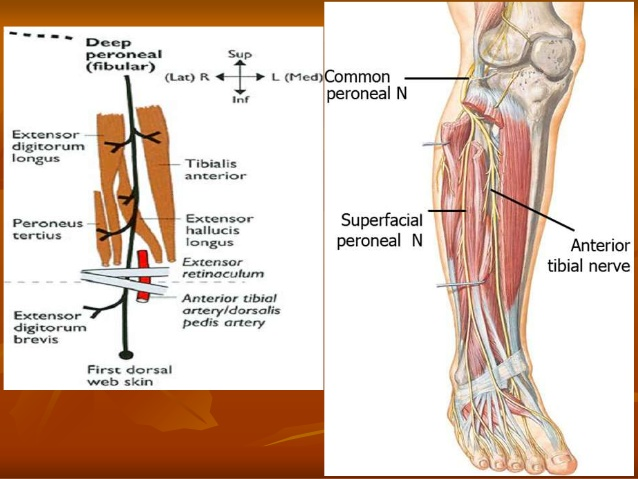 Deep
peroneal
(fibular)
Sup
(Lat) R
L (Med)
Inf
Extensor
digitorum
longus
Tibialis
anterior
Peroneus
tertius
Extensor
hallucis
longus
Extensor
retinaculum
Anterior tibial
artery/dorsalis
pedis artery
Extensor
digitorum
brevis
First dorsal
web skin
Common
peroneal N
Superfacial
peroneal N
Anterior
tibial nerve